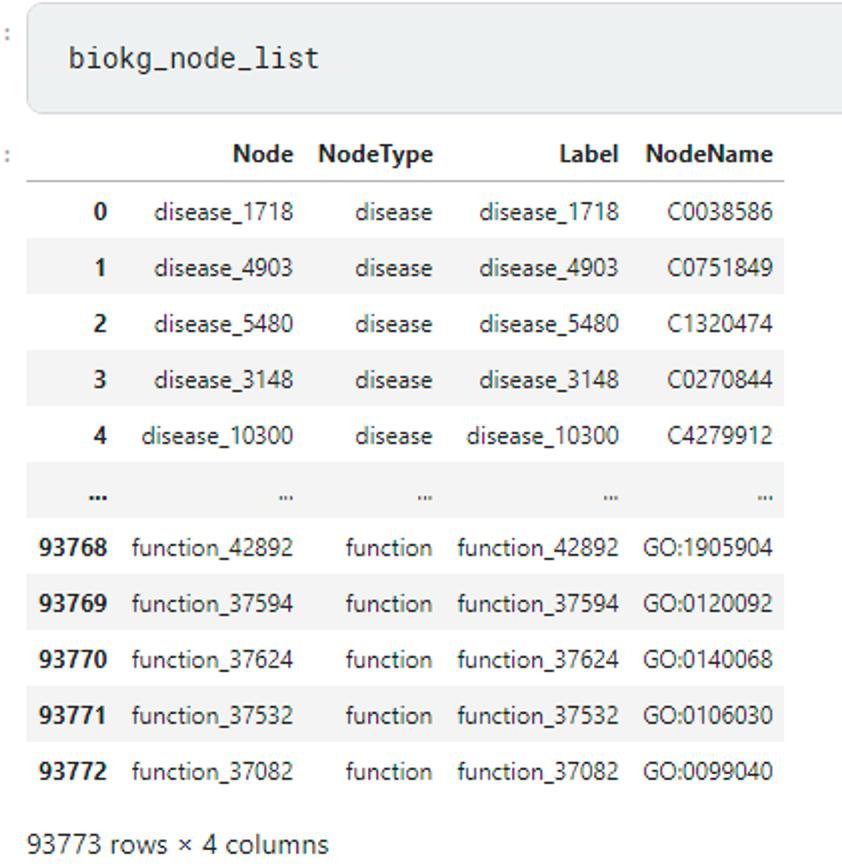 :
biokg_node_list
:
Node NodeType Label NodeName
0 disease_1718 disease disease_1718 C0038586
1 disease_4903 disease disease_4903 C0751849
2 disease_5480 disease disease_5480 C1320474
3 disease_3148 disease disease_3148 C0270844
4 disease_10300 disease disease_10300 C4279912
... ... ... ... ...
93768 function_42892 function function_42892 GO:1905904
93769 function_37594 function function_37594 GO:0120092
93770 function_37624 function function_37624 GO:0140068
93771 function_37532 function function_37532 GO:0106030
93772 function_37082 function function_37082 GO:0099040
93773 rows × 4 columns